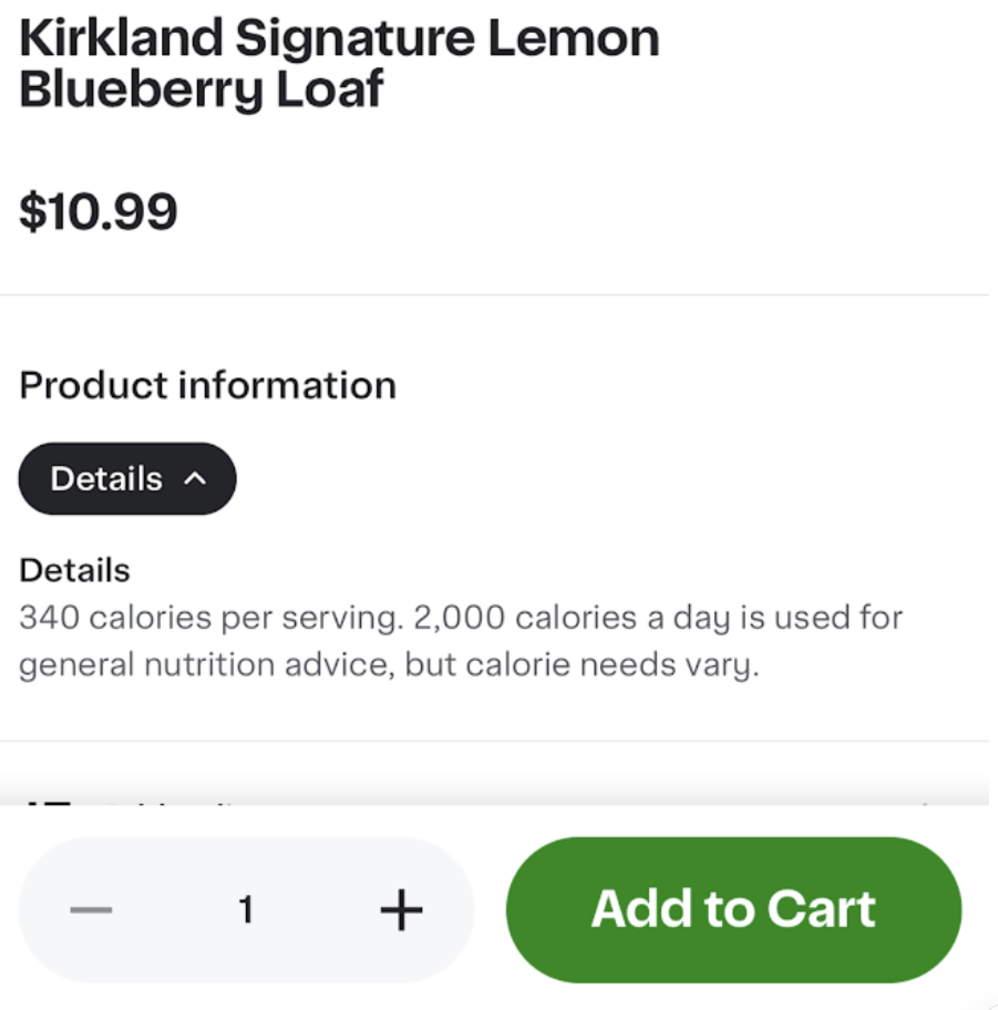 Kirkland Signature Lemon
Blueberry Loaf
$10.99
Product information
Details
Details
340 calories per serving. 2,000 calories a day is used for
general nutrition advice, but calorie needs vary.
1
Add to Cart